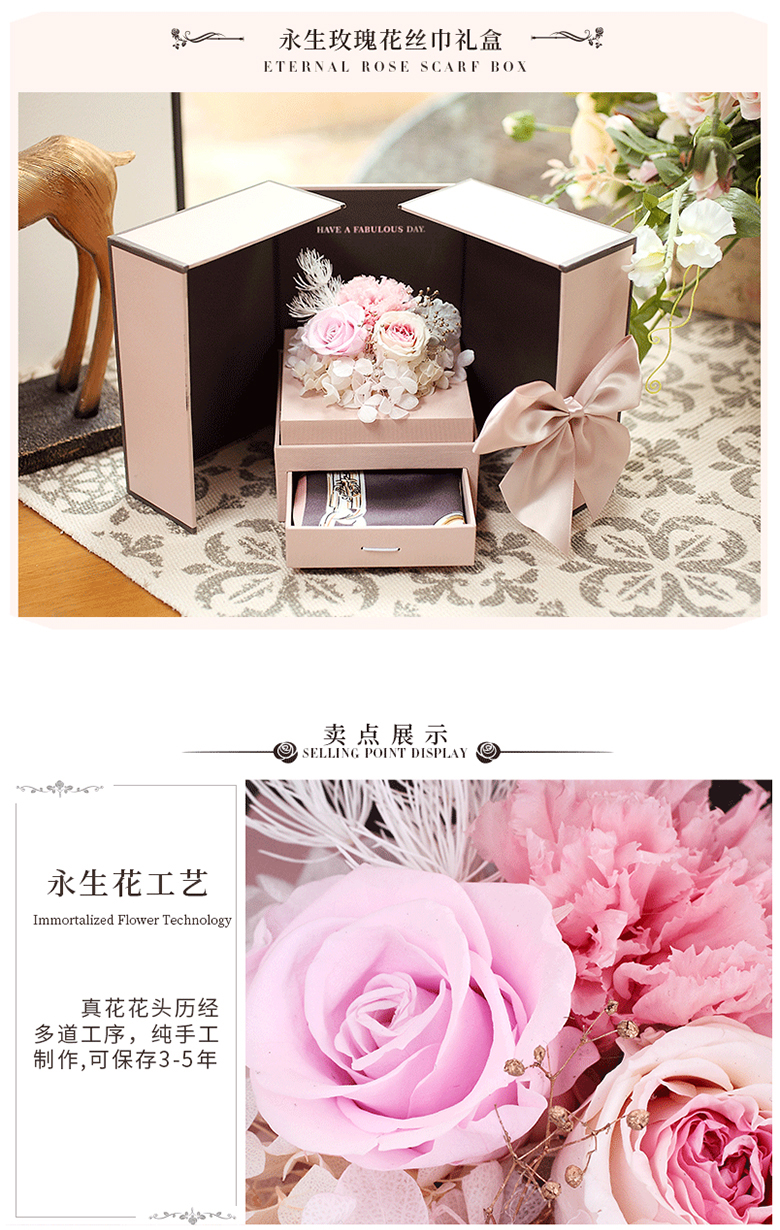 永生玫瑰花丝巾礼盒
ETERNAL ROSE SCARF BOX
HAVE A FABULOUS DAY.
卖点展示
SELLING POINT DISPLAY
永生花工艺
Immortalized Flower Technology
真花花头历经
多道工序，纯手工
制作,可保存3-5年